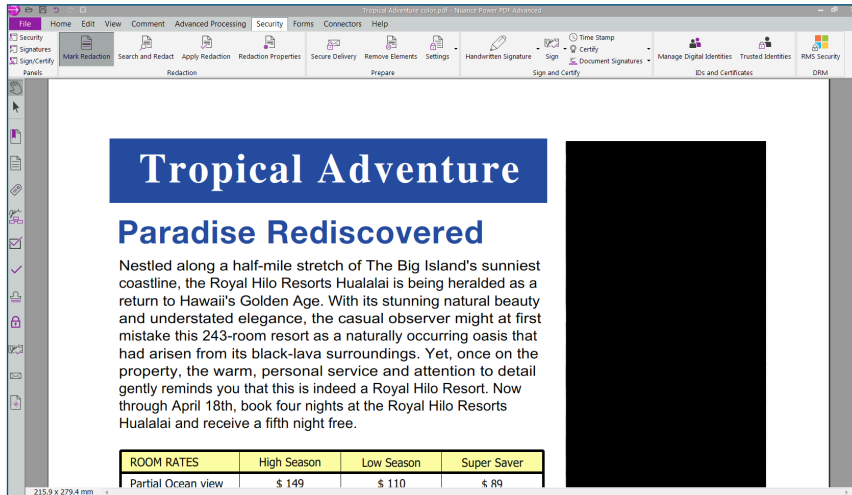 Tropical Adventure color.pdf - Nuance Power PDF Advanced
File Home Edit View Comment Advanced Processing Security Forms Connectors Help
Security
Signatures
Sign/Certify
Panels
Mark Redaction Search and Redact Apply Redaction Redaction Properties
Redaction
Secure Delivery Remove Elements Settings
Prepare
Handwritten Signature Sign
Time Stamp
Certify
Document Signatures
Sign and Certify
Manage Digital Identities Trusted Identities
IDs and Certificates
RMS Security
DRM
Tropical Adventure
Paradise Rediscovered
Nestled along a half-mile stretch of The Big Island's sunniest
coastline, the Royal Hilo Resorts Hualalai is being heralded as a
return to Hawaii's Golden Age. With its stunning natural beauty
and understated elegance, the casual observer might at first
mistake this 243-room resort as a naturally occurring oasis that
had arisen from its black-lava surroundings. Yet, once on the
property, the warm, personal service and attention to detail
gently reminds you that this is indeed a Royal Hilo Resort. Now
through April 18th, book four nights at the Royal Hilo Resorts
Hualalai and receive a fifth night free.
ROOM RATES High Season Low Season Super Saver
Partial Ocean view $ 149 $ 110 $ 89
215.9 x 279.4 mm